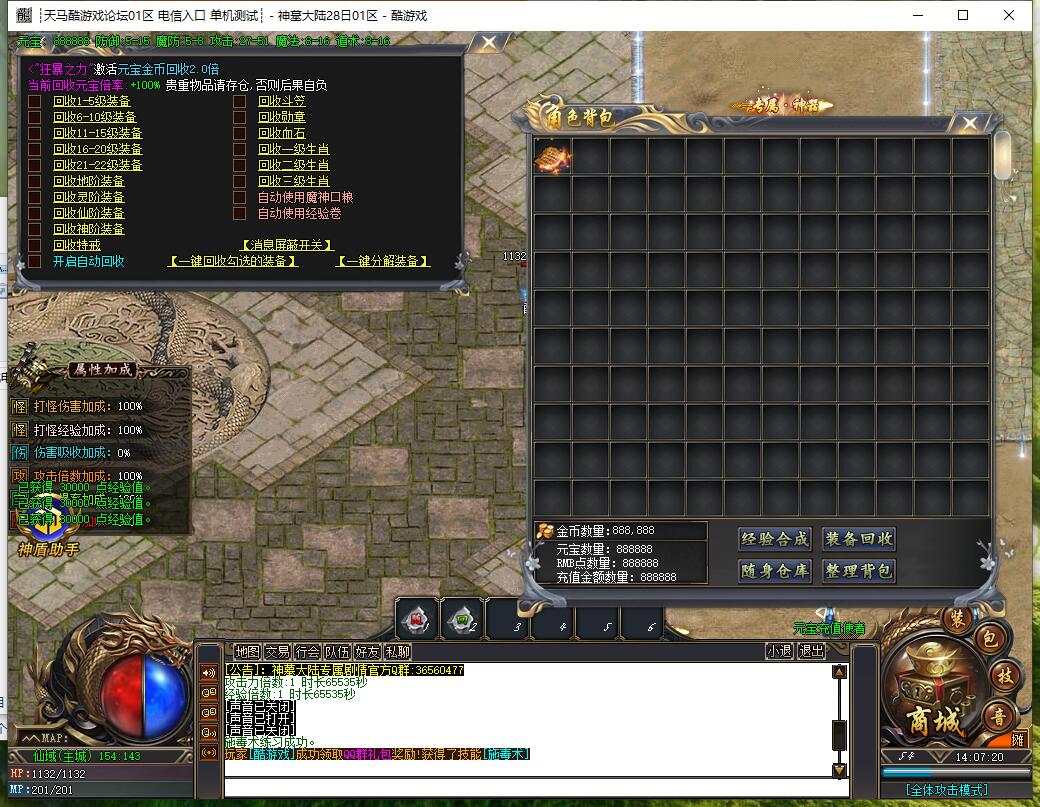 天马酷游戏论坛01区 电信入口 单机测试 - 神墓大陆28日01区 - 酷游戏
元宝: 888888 防御:5-15 魔防:5-8 攻击:27-51 魔法:8-16 道术:8-16
<"狂暴之力"激活元宝金币回收2.0倍
当前回收元宝倍率:+100% 贵重物品请存仓,否则后果自负
回收1-5级装备 回收斗笠
回收6-10级装备 回收勋章
回收11-15级装备 回收血石
回收16-20级装备 回收一级生肖
回收21-22级装备 回收二级生肖
回收地阶装备 回收三级生肖
回收灵阶装备 自动使用魔神口粮
回收仙阶装备 自动使用经验卷
回收神阶装备
回收特戒 【消息屏蔽开关】
开启自动回收 【一键回收勾选的装备】 【一键分解装备】
专属·神器
角色背包
1132
属性加成
怪 打怪伤害加成: 100%
怪 打怪经验加成: 100%
伤 伤害吸收加成: 0%
攻 攻击倍数加成: 100%
已获得 30000 点经验值。
已获得 30000 点经验值。
已获得 30000 点经验值。
神盾助手
金币数量:888,888
元宝数量: 888888
RMB点数量: 888888
充值金额数量: 888888
经验合成 装备回收
随身仓库 整理背包
1 2 3 4 5 6
元宝充值使者
地图 交易 行会 队伍 好友 私聊 小退 退出
[公告]: 神墓大陆专属剧情官方Q群:36560477
攻击力倍数:1 时长65535秒
经验倍数:1 时长65535秒
[声音已关闭]
[声音已打开]
[声音已关闭]
施毒术练习成功。
玩家[酷游戏]成功领取QQ群礼包奖励!获得了技能[施毒术]
MAP:
仙域(主城) 154:143
HP:1132/1132
MP:201/201
装
包
技
音
摊
商城
54 14:07:20
[全体攻击模式]